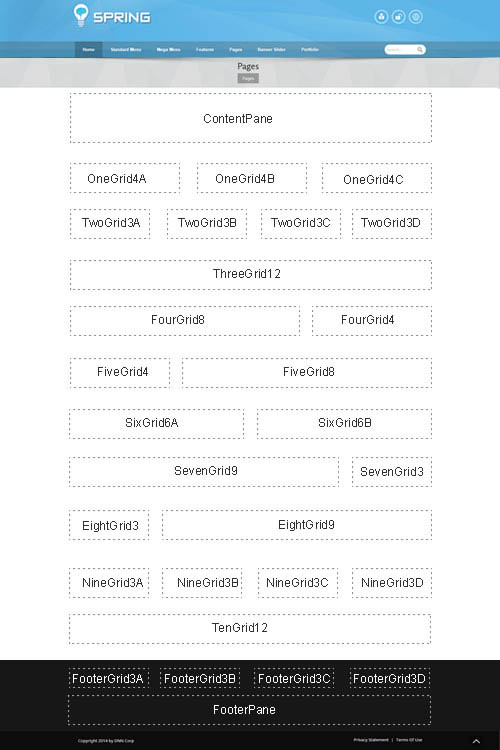 SPRING
Home Standard Menu Mega Menu Features Pages Banner Slider Portfolio
Pages
Pages
ContentPane
OneGrid4A OneGrid4B OneGrid4C
TwoGrid3A TwoGrid3B TwoGrid3C TwoGrid3D
ThreeGrid12
FourGrid8 FourGrid4
FiveGrid4 FiveGrid8
SixGrid6A SixGrid6B
SevenGrid9 SevenGrid3
EightGrid3 EightGrid9
NineGrid3A NineGrid3B NineGrid3C NineGrid3D
TenGrid12
FooterGrid3A FooterGrid3B FooterGrid3C FooterGrid3D
FooterPane
Copyright 2014 by DNN Corp Privacy Statement | Terms Of Use